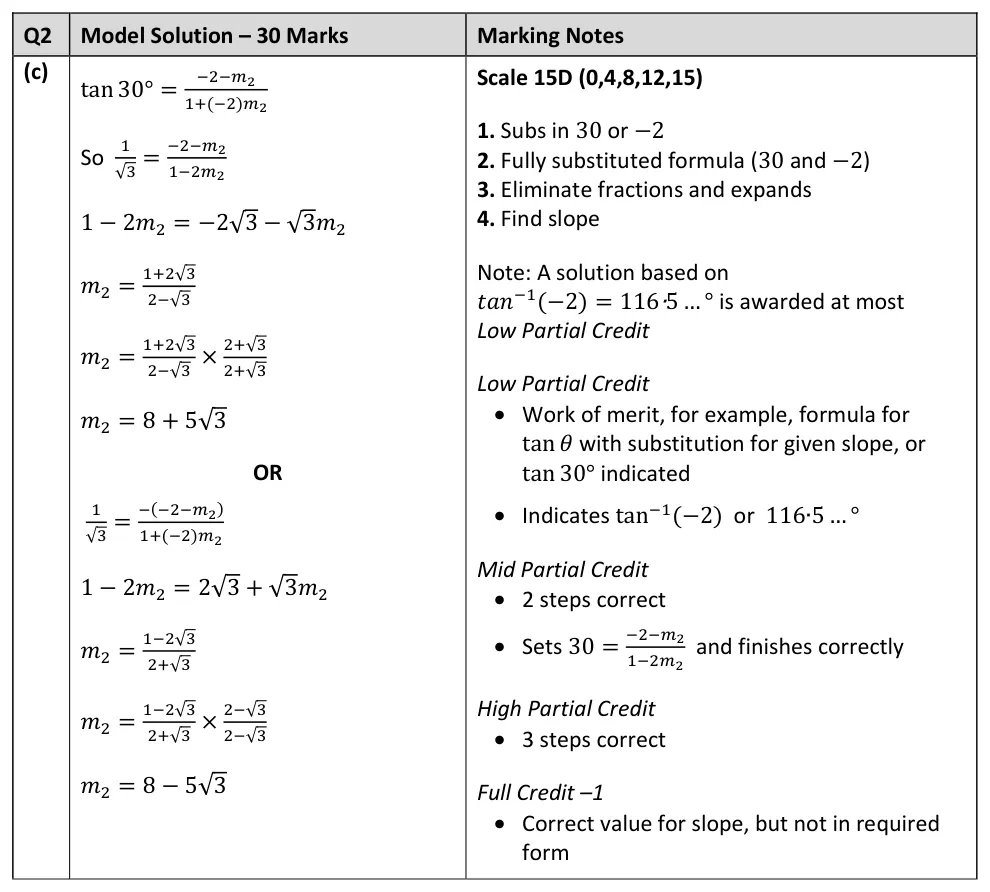 Q2 Model Solution – 30 Marks Marking Notes
(c)
tan 30° = (−2−m₂)/(1+(−2)m₂)
So 1/√3 = (−2−m₂)/(1−2m₂)
1 − 2m₂ = −2√3 − √3m₂
m₂ = (1+2√3)/(2−√3)
m₂ = (1+2√3)/(2−√3) × (2+√3)/(2+√3)
m₂ = 8 + 5√3
OR
1/√3 = −(−2−m₂)/(1+(−2)m₂)
1 − 2m₂ = 2√3 + √3m₂
m₂ = (1−2√3)/(2+√3)
m₂ = (1−2√3)/(2+√3) × (2−√3)/(2−√3)
m₂ = 8 − 5√3
Scale 15D (0,4,8,12,15)
1. Subs in 30 or −2
2. Fully substituted formula (30 and −2)
3. Eliminate fractions and expands
4. Find slope
Note: A solution based on
tan⁻¹(−2) = 116·5 … ° is awarded at most
Low Partial Credit
Low Partial Credit
• Work of merit, for example, formula for
tan θ with substitution for given slope, or
tan 30° indicated
• Indicates tan⁻¹(−2) or 116·5 … °
Mid Partial Credit
• 2 steps correct
• Sets 30 = (−2−m₂)/(1−2m₂) and finishes correctly
High Partial Credit
• 3 steps correct
Full Credit –1
• Correct value for slope, but not in required
form